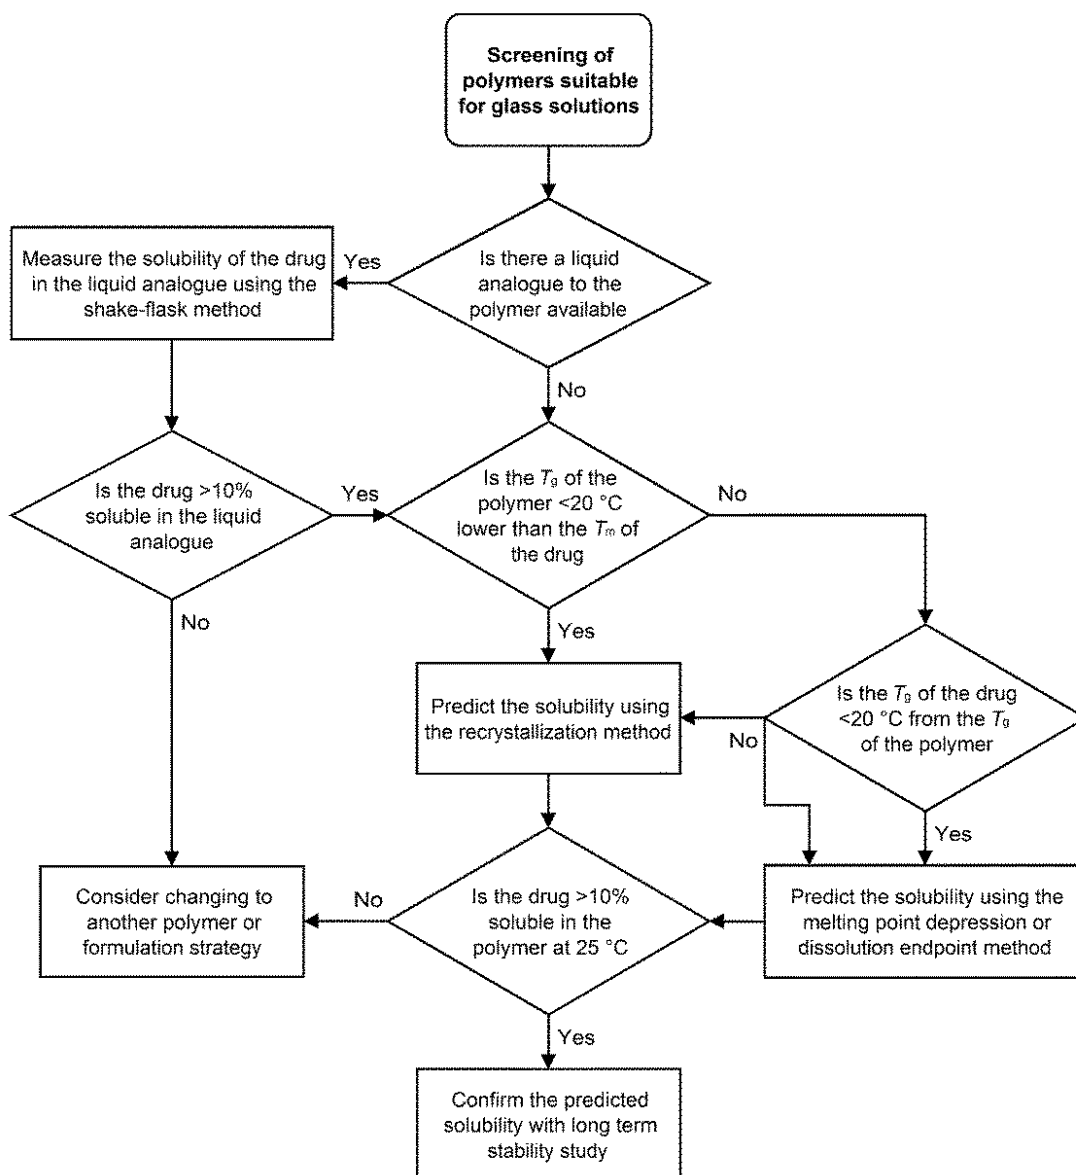 Screening of
polymers suitable
for glass solutions
Measure the solubility of the drug
in the liquid analogue using the
shake-flask method
Yes
Is there a liquid
analogue to the
polymer available
No
Is the drug >10%
soluble in the liquid
analogue
Yes
Is the Tg of the
polymer <20 °C
lower than the Tm of
the drug
No
No
Yes
Predict the solubility using
the recrystallization method
Is the Tg of the drug
<20 °C from the Tg
of the polymer
No
Yes
Consider changing to
another polymer or
formulation strategy
No
Is the drug >10%
soluble in the
polymer at 25 °C
Predict the solubility using the
melting point depression or
dissolution endpoint method
Yes
Confirm the predicted
solubility with long term
stability study